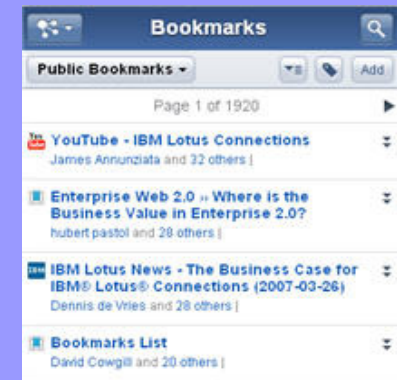 Bookmarks
Public Bookmarks
Add
Page 1 of 1920
YouTube - IBM Lotus Connections
James Annunziata and 32 others |
Enterprise Web 2.0 » Where is the
Business Value in Enterprise 2.0?
hubert pastol and 28 others |
IBM Lotus News - The Business Case for
IBM® Lotus® Connections (2007-03-26)
Dennis de Vries and 28 others |
Bookmarks List
David Cowgill and 20 others |